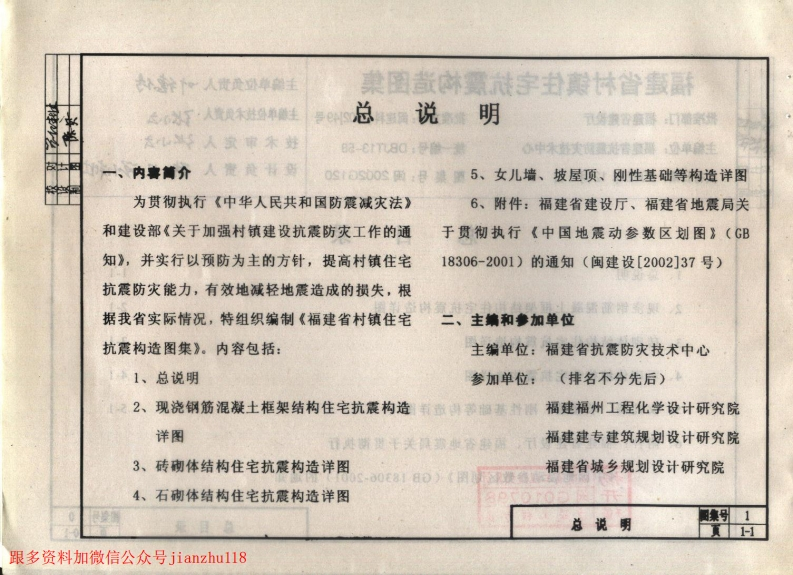 总 说 明
一、内容简介
为贯彻执行《中华人民共和国防震减灾法》
和建设部《关于加强村镇建设抗震防灾工作的通
知》，并实行以预防为主的方针，提高村镇住宅
抗震防灾能力，有效地减轻地震造成的损失，根
据我省实际情况，特组织编制《福建省村镇住宅
抗震构造图集》。内容包括：
1、总说明
2、现浇钢筋混凝土框架结构住宅抗震构造
详图
3、砖砌体结构住宅抗震构造详图
4、石砌体结构住宅抗震构造详图
5、女儿墙、坡屋顶、刚性基础等构造详图
6、附件：福建省建设厅、福建省地震局关
于贯彻执行《中国地震动参数区划图》（GB
18306-2001）的通知（闽建设[2002]37号）
二、主编和参加单位
主编单位：福建省抗震防灾技术中心
参加单位：（排名不分先后）
福建福州工程化学设计研究院
福建建专建筑规划设计研究院
福建省城乡规划设计研究院
总 说 明
图集号 1
页 1-1
校 对
设 计
制 图
跟多资料加微信公众号jianzhu118